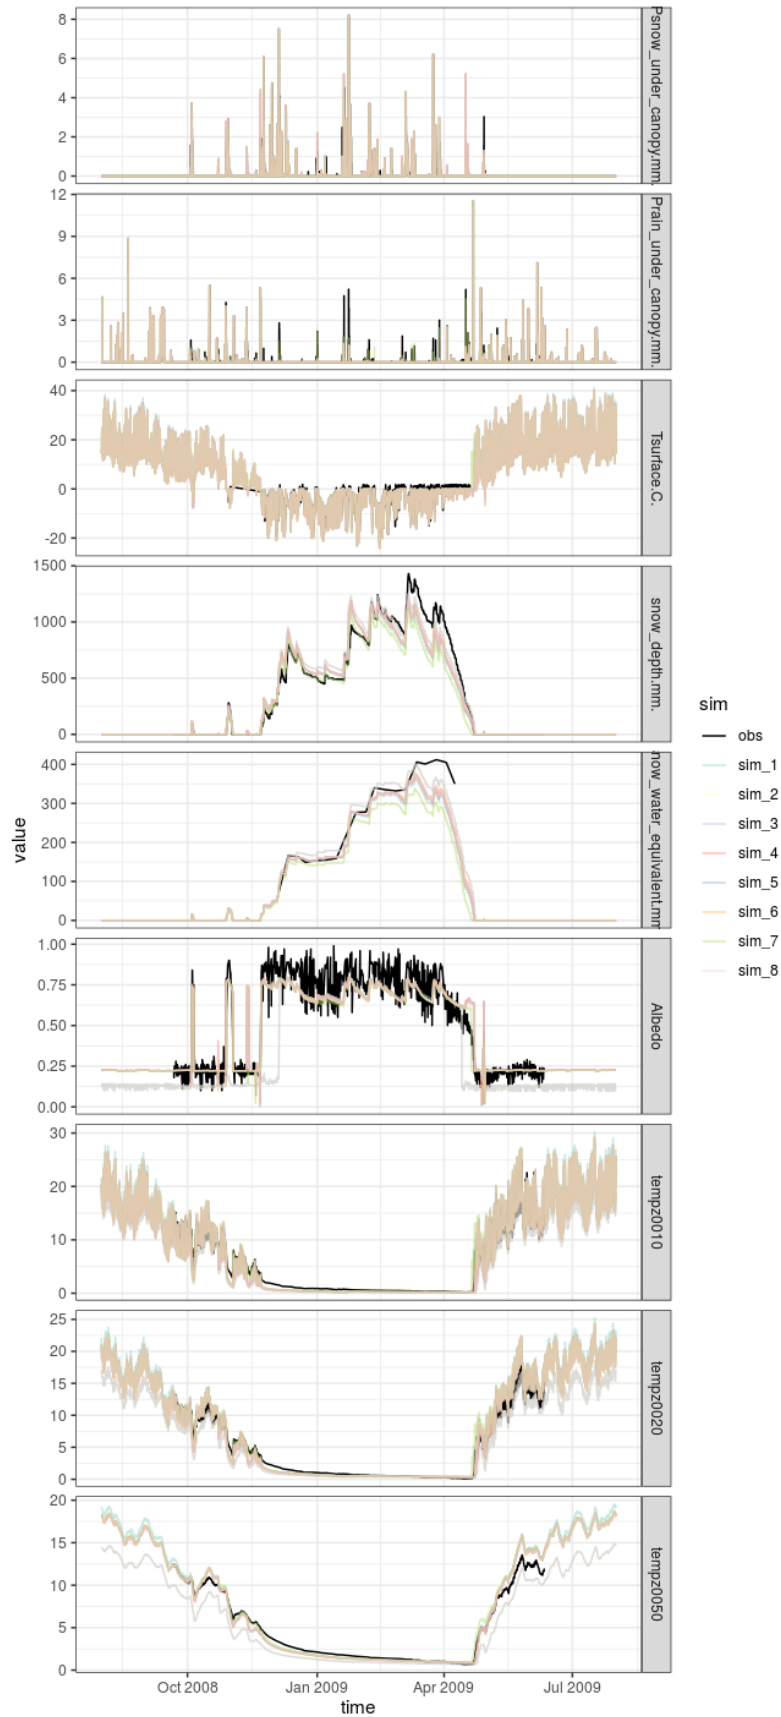 8
6
4
2
0
Psnow_under_canopy.mm.
12
9
6
3
0
Prain_under_canopy.mm.
40
20
0
-20
Tsurface.C.
1500
1000
500
0
snow_depth.mm.
400
300
200
100
0
now_water_equivalent.mm
1.00
0.75
0.50
0.25
0.00
Albedo
30
20
10
0
tempz0010
25
20
15
10
5
0
tempz0020
20
15
10
5
0
tempz0050
Oct 2008 Jan 2009 Apr 2009 Jul 2009
time
value
sim
obs
sim_1
sim_2
sim_3
sim_4
sim_5
sim_6
sim_7
sim_8